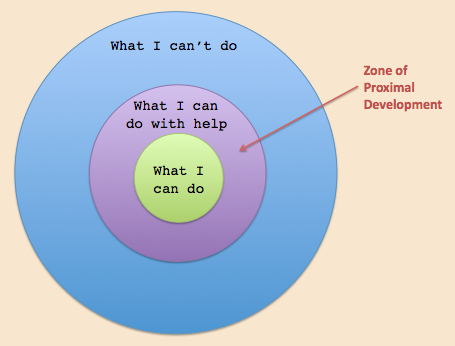 What I can’t do
Zone of
Proximal
Development
What I can
do with help
What I
can do